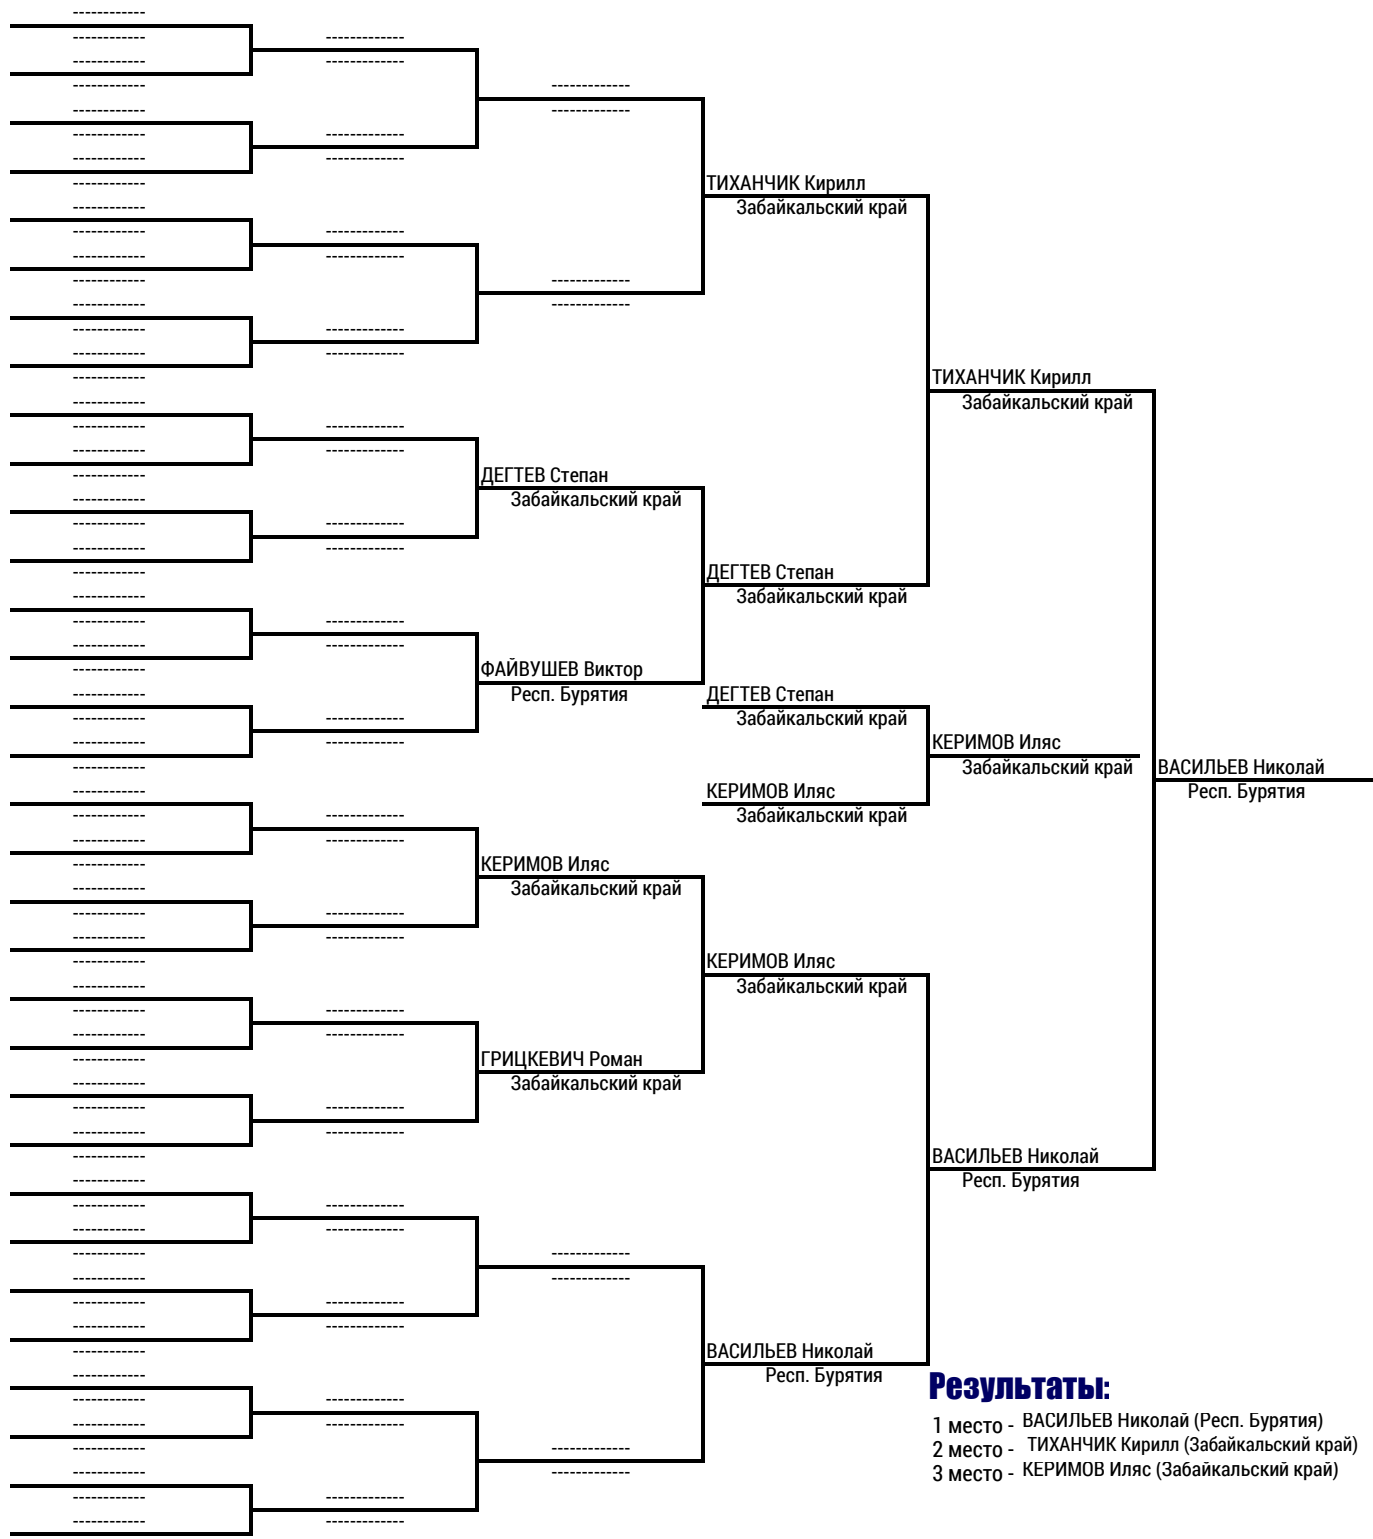 ТИХАНЧИК Кирилл
Забайкальский край
ТИХАНЧИК Кирилл
Забайкальский край
ДЕГТЕВ Степан
Забайкальский край
ДЕГТЕВ Степан
Забайкальский край
ФАЙВУШЕВ Виктор
Респ. Бурятия
ДЕГТЕВ Степан
Забайкальский край
КЕРИМОВ Иляс
Забайкальский край
ВАСИЛЬЕВ Николай
Респ. Бурятия
КЕРИМОВ Иляс
Забайкальский край
КЕРИМОВ Иляс
Забайкальский край
КЕРИМОВ Иляс
Забайкальский край
ГРИЦКЕВИЧ Роман
Забайкальский край
ВАСИЛЬЕВ Николай
Респ. Бурятия
ВАСИЛЬЕВ Николай
Респ. Бурятия
Результаты:
1 место - ВАСИЛЬЕВ Николай (Респ. Бурятия)
2 место - ТИХАНЧИК Кирилл (Забайкальский край)
3 место - КЕРИМОВ Иляс (Забайкальский край)